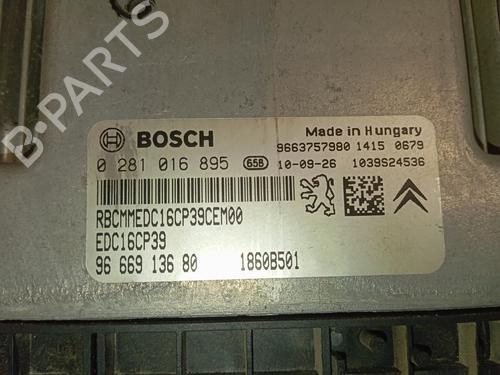 B-PARTS
BOSCH
Made in Hungary
9663757980 1415 0679
0 281 016 895 65B 10-09-26 1039S24536
RBCMMEDC16CP39CEM00
EDC16CP39
96 669 136 80 1860B501